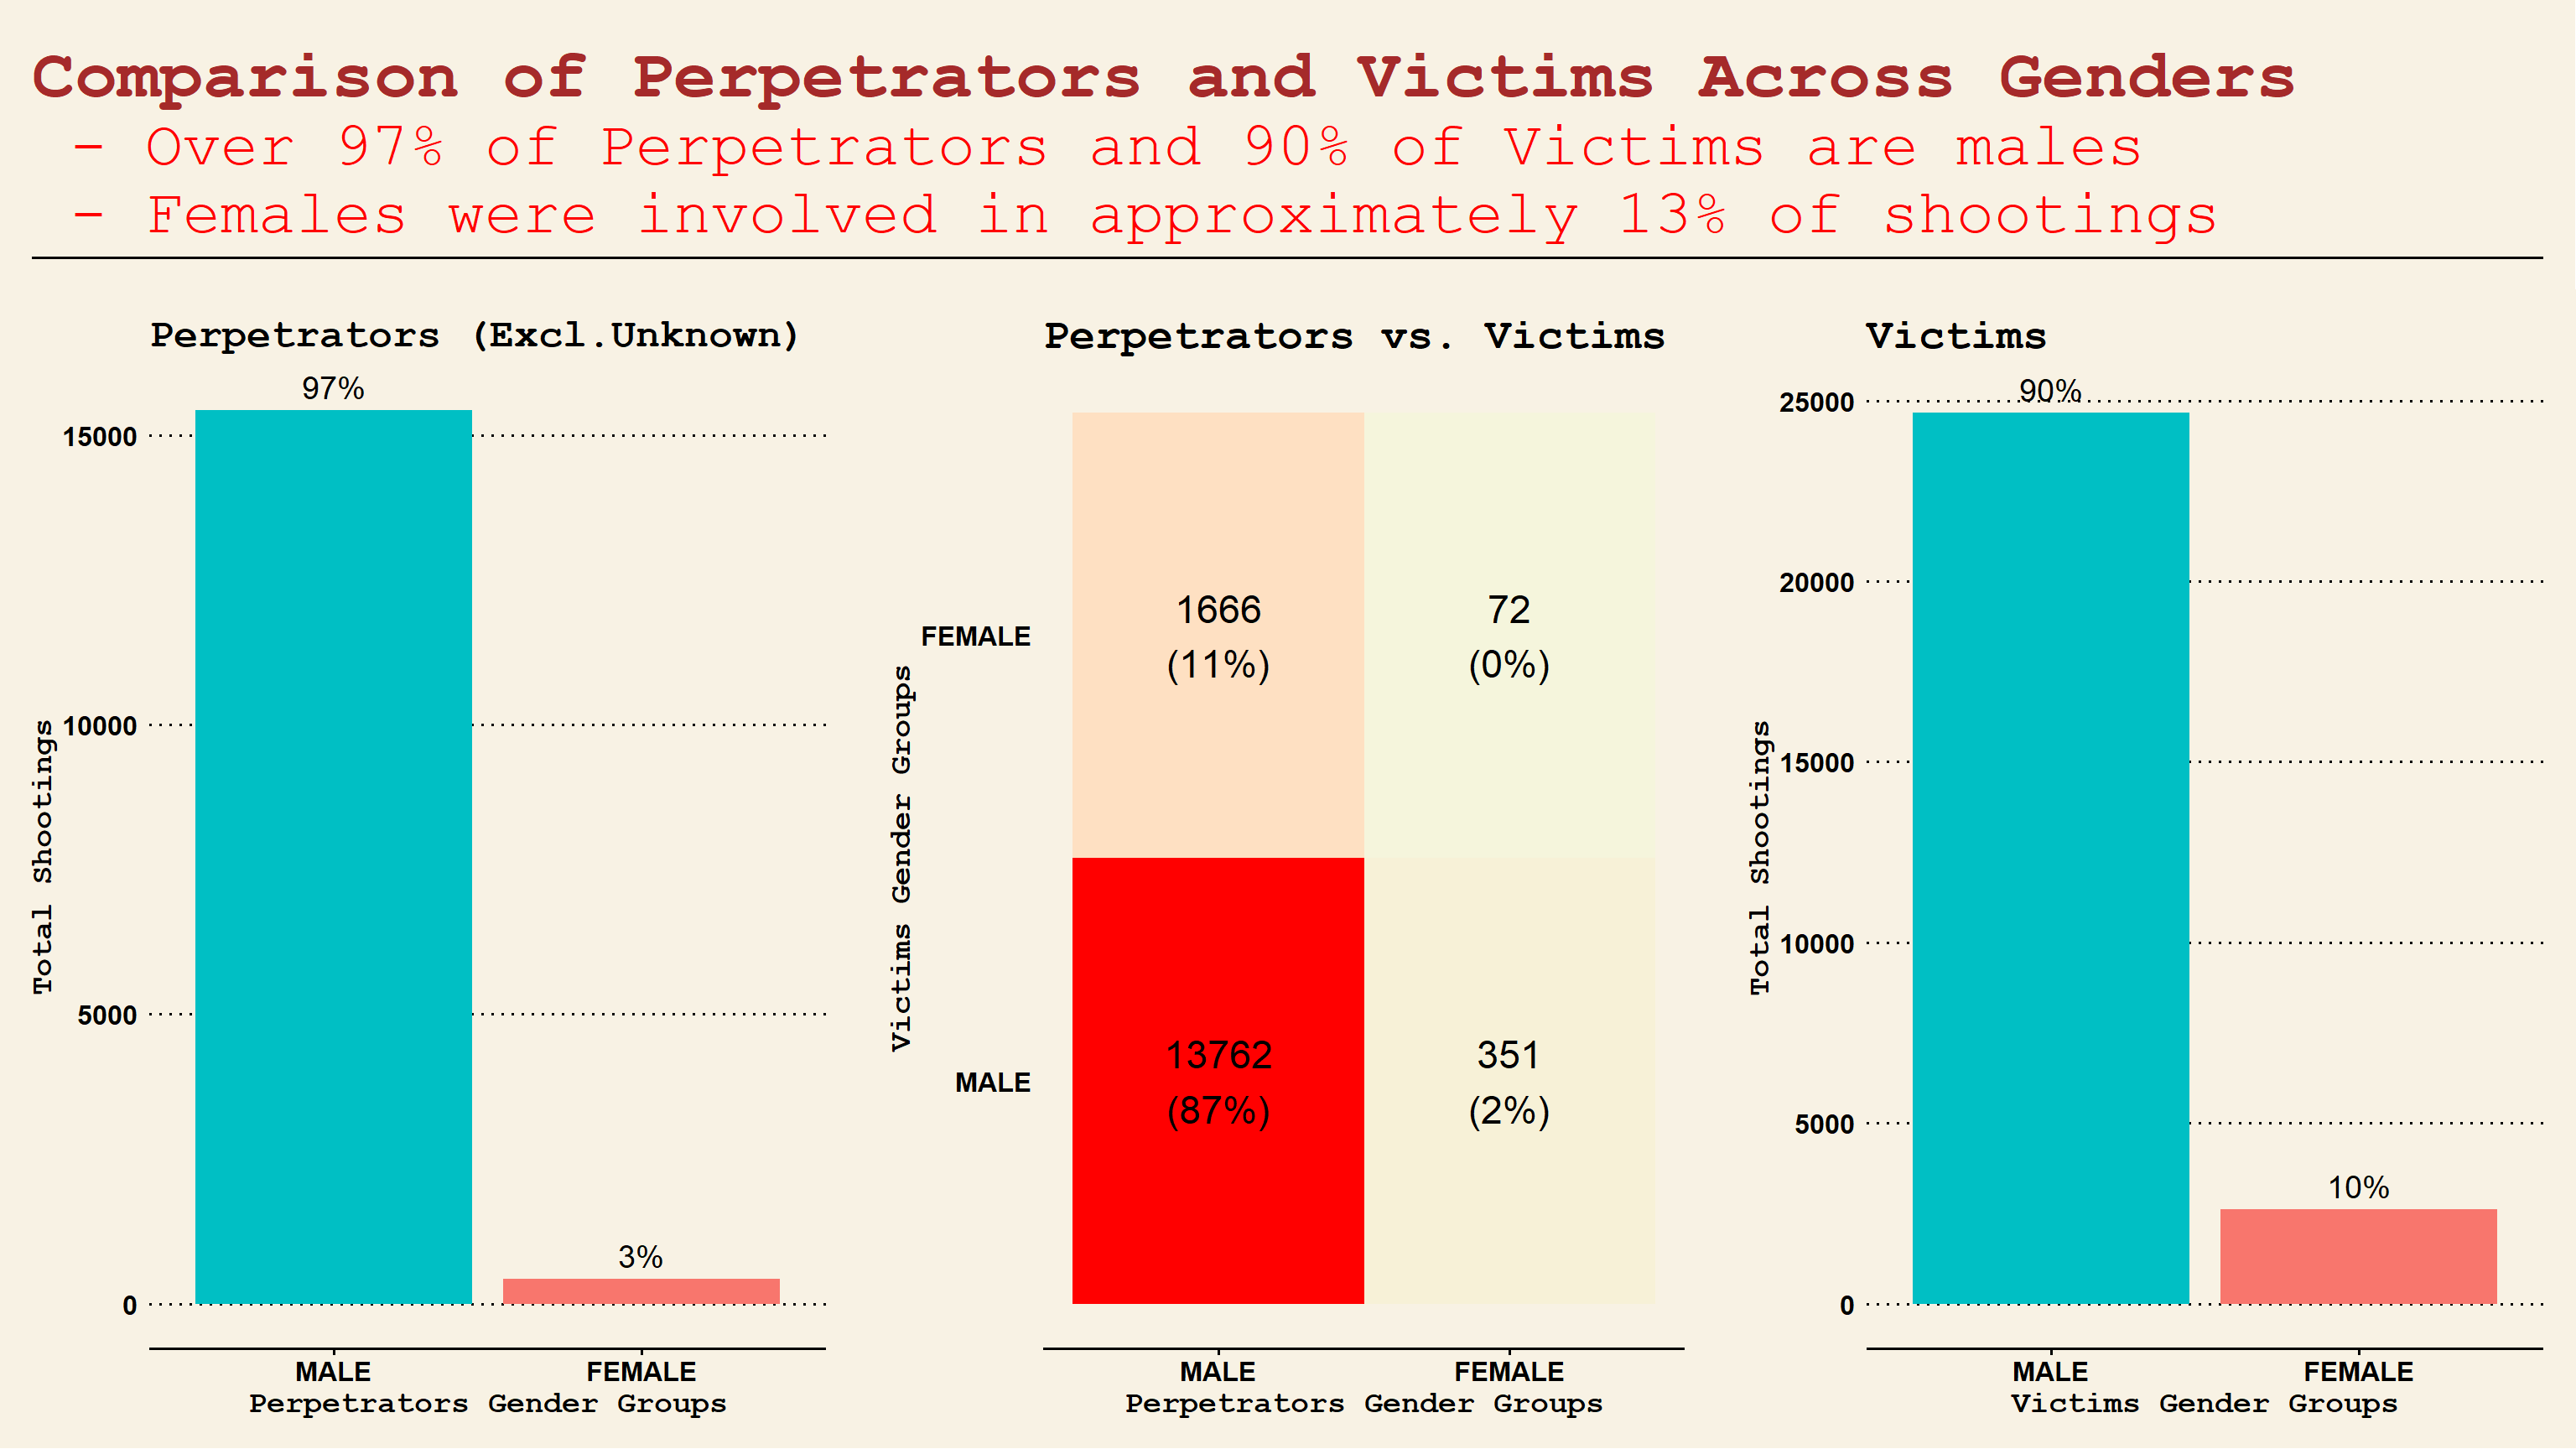 Comparison of Perpetrators and Victims Across Genders
- Over 97% of Perpetrators and 90% of Victims are males
- Females were involved in approximately 13% of shootings
Perpetrators (Excl.Unknown)
97%
15000
10000
5000
0
Total Shootings
3%
MALE FEMALE
Perpetrators Gender Groups
Perpetrators vs. Victims
Victims Gender Groups
FEMALE
MALE
1666
(11%)
72
(0%)
13762
(87%)
351
(2%)
MALE FEMALE
Perpetrators Gender Groups
Victims
90%
25000
20000
15000
10000
5000
0
Total Shootings
10%
MALE FEMALE
Victims Gender Groups